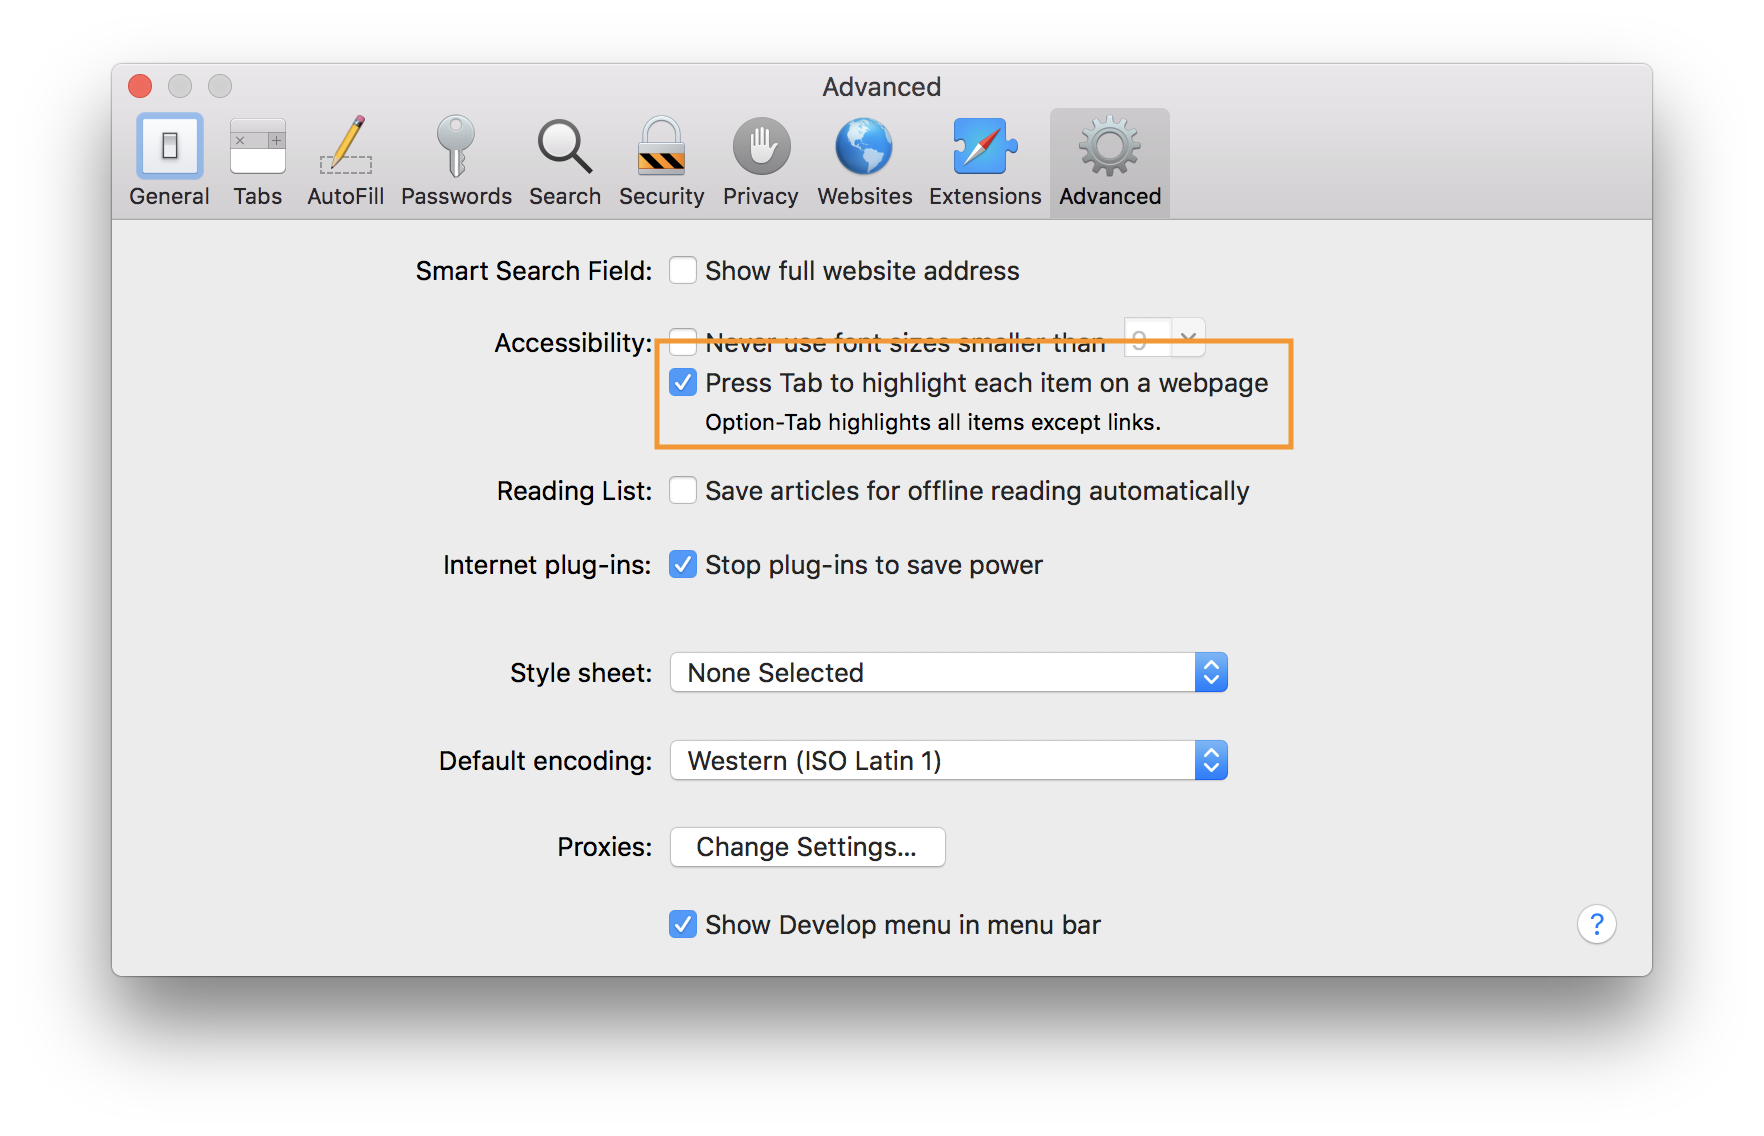 Advanced
General Tabs AutoFill Passwords Search Security Privacy Websites Extensions Advanced
Smart Search Field: Show full website address
Accessibility: Never use font sizes smaller than 9
Press Tab to highlight each item on a webpage
Option-Tab highlights all items except links.
Reading List: Save articles for offline reading automatically
Internet plug-ins: Stop plug-ins to save power
Style sheet: None Selected
Default encoding: Western (ISO Latin 1)
Proxies: Change Settings...
Show Develop menu in menu bar
?